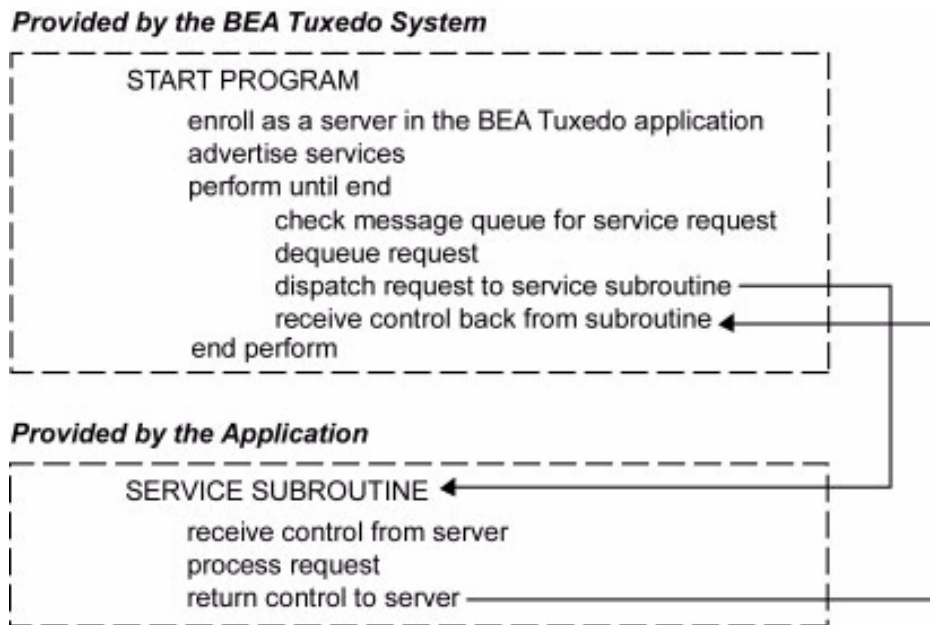 Provided by the BEA Tuxedo System
START PROGRAM
enroll as a server in the BEA Tuxedo application
advertise services
perform until end
check message queue for service request
dequeue request
dispatch request to service subroutine
receive control back from subroutine
end perform
Provided by the Application
SERVICE SUBROUTINE
receive control from server
process request
return control to server